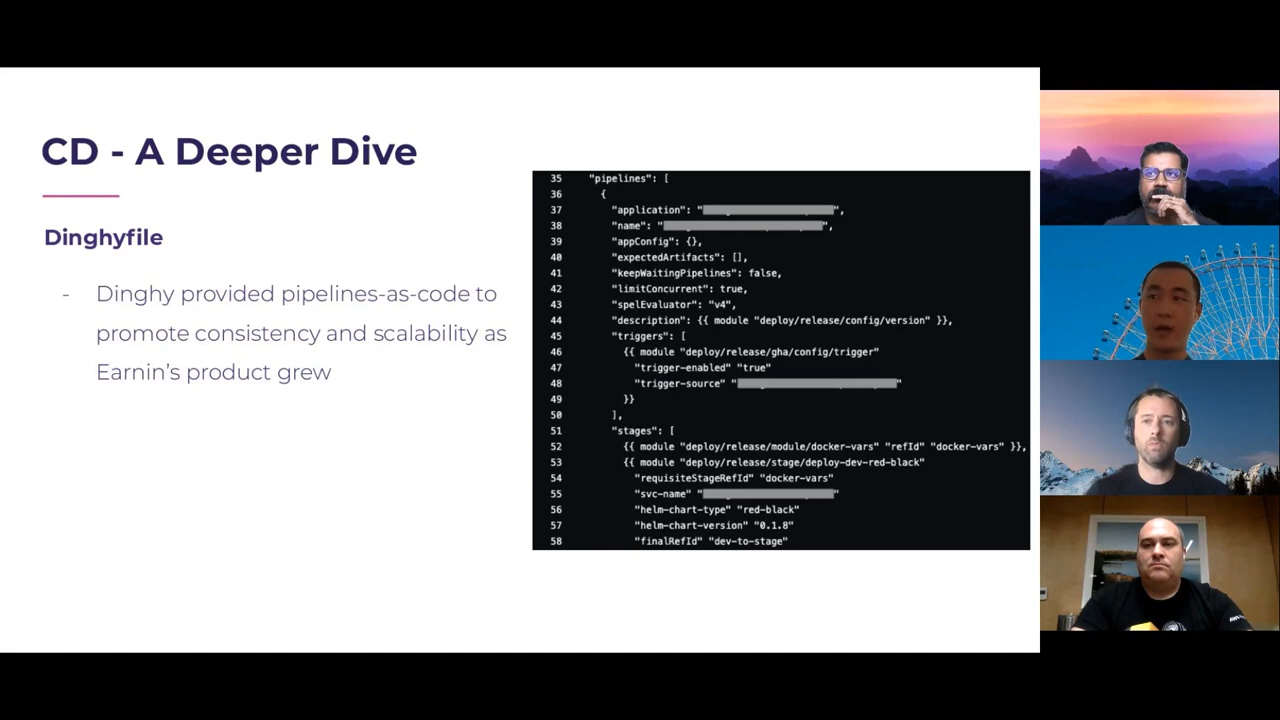 CD - A Deeper Dive
Dinghyfile
- Dinghy provided pipelines-as-code to
promote consistency and scalability as
Earnin's product grew
35 "pipelines": [
36 {
37 "application": "",
38 "name": "",
39 "appConfig": {},
40 "expectedArtifacts": [],
41 "keepWaitingPipelines": false,
42 "limitConcurrent": true,
43 "spelEvaluator": "v4",
44 "description": {{ module "deploy/release/config/version" }},
45 "triggers": [
46 {{ module "deploy/release/gha/config/trigger"
47 "trigger-enabled" "true"
48 "trigger-source" ""
49 }}
50 ],
51 "stages": [
52 {{ module "deploy/release/module/docker-vars" "refId" "docker-vars" }},
53 {{ module "deploy/release/stage/deploy-dev-red-black"
54 "requisiteStageRefId" "docker-vars"
55 "svc-name" ""
56 "helm-chart-type" "red-black"
57 "helm-chart-version" "0.1.8"
58 "finalRefId" "dev-to-stage"